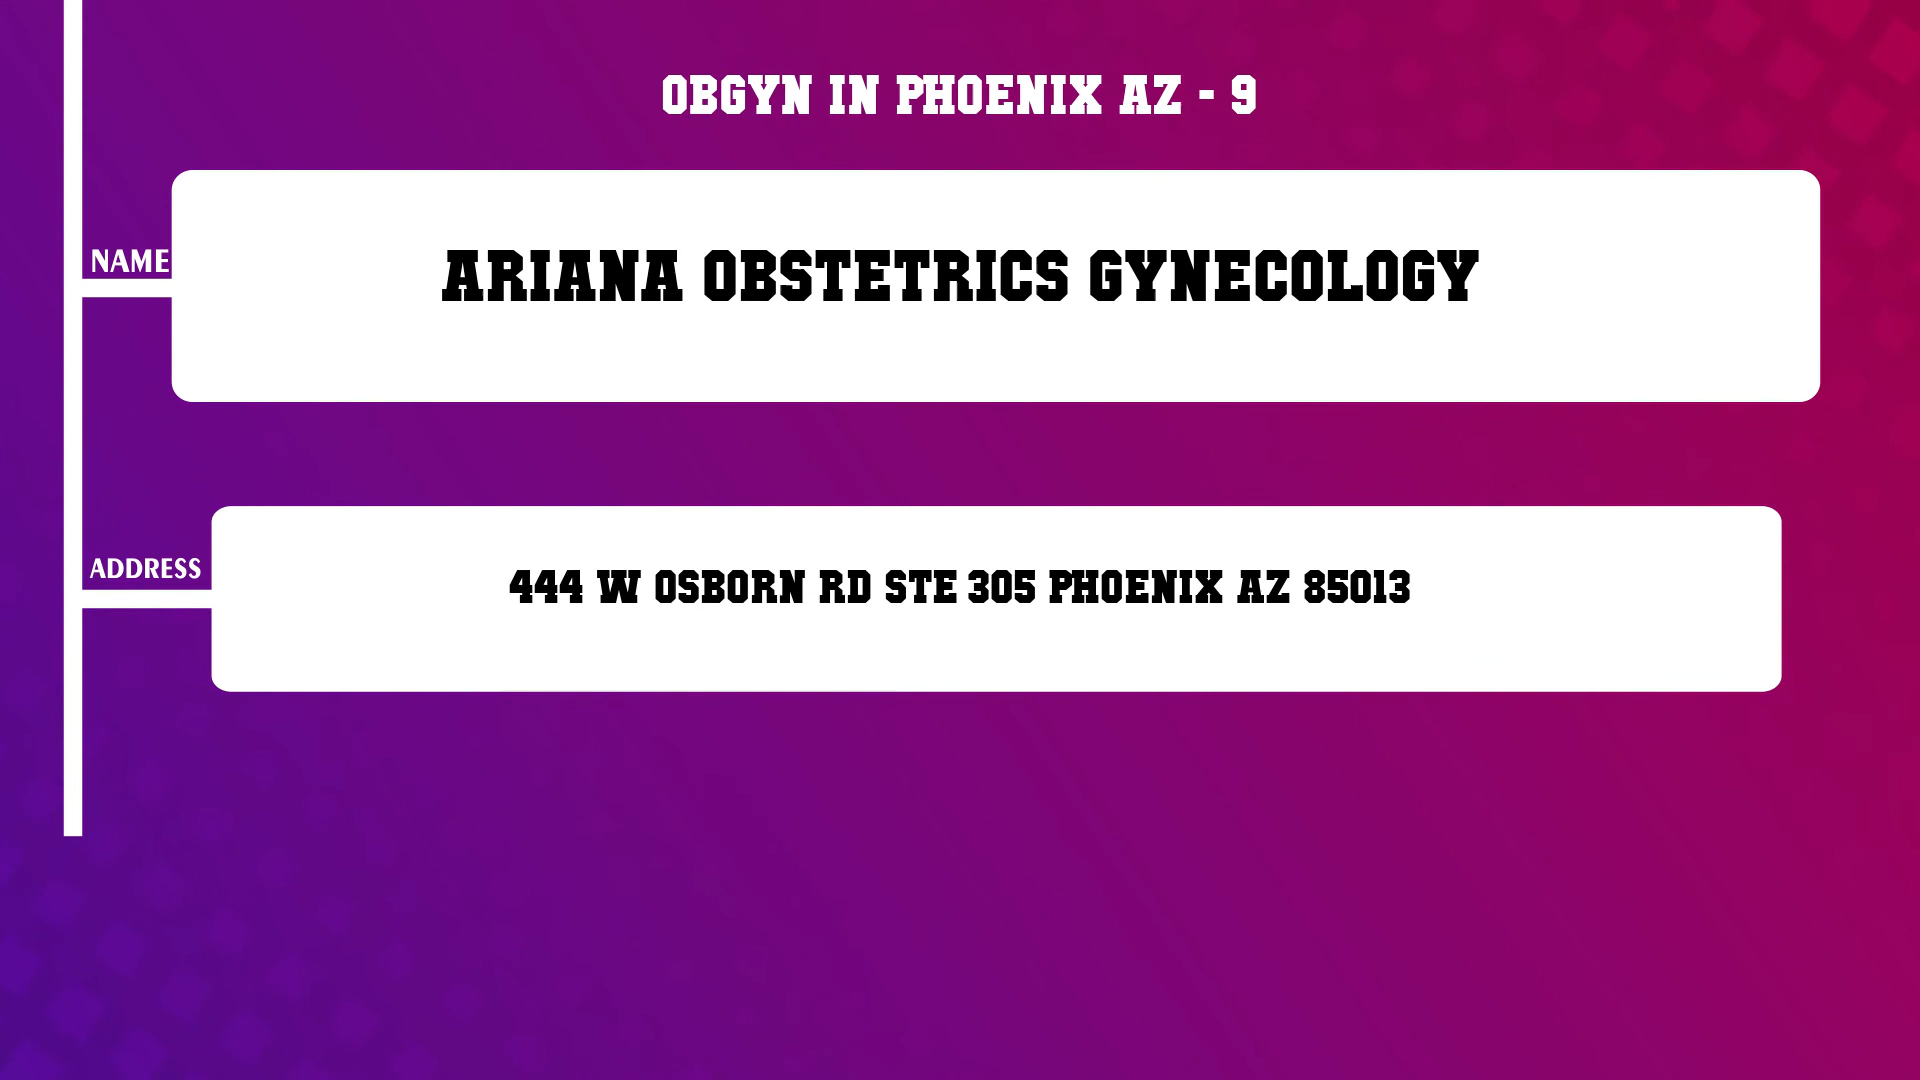 OBGYN IN PHOENIX AZ - 9
NAME
ARIANA OBSTETRICS GYNECOLOGY
ADDRESS
444 W OSBORN RD STE 305 PHOENIX AZ 85013